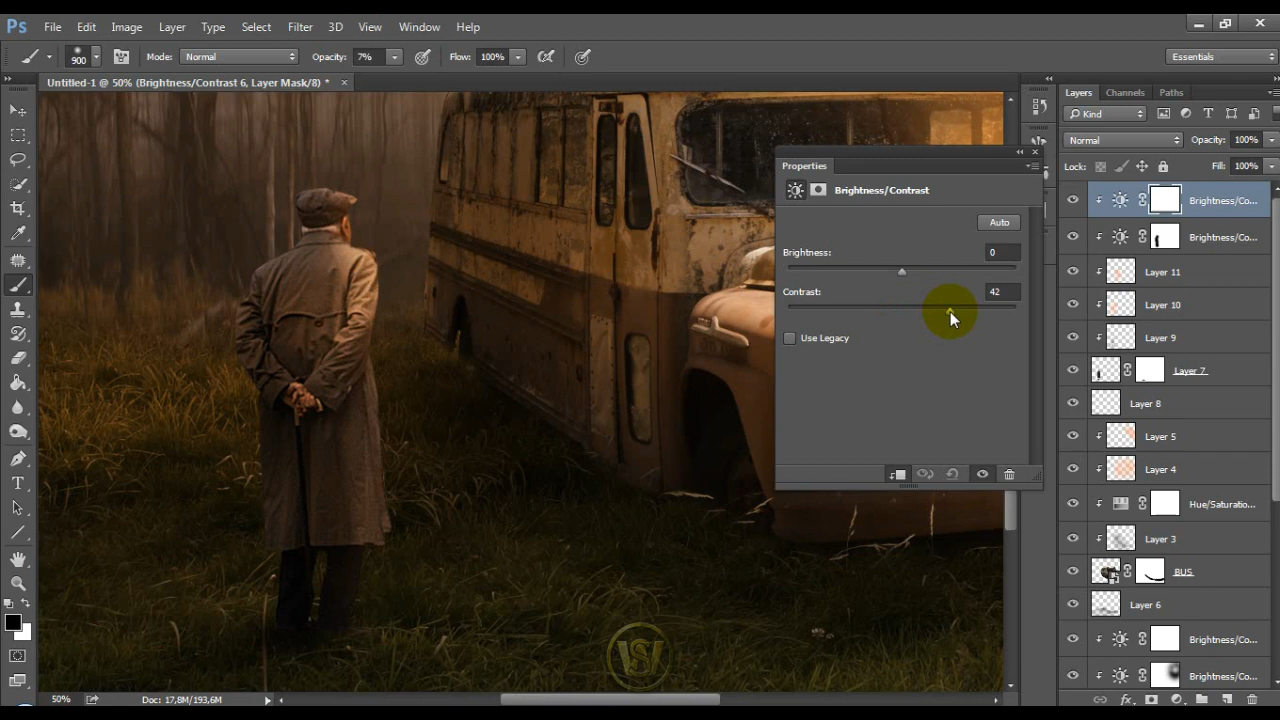 Ps File Edit Image Layer Type Select Filter 3D View Window Help
900 Mode: Normal Opacity: 7% Flow: 100% Essentials
Untitled-1 @ 50% (Brightness/Contrast 6, Layer Mask/8) * ×
Layers Channels Paths
Kind
Normal Opacity: 100%
Lock: Fill: 100%
Properties
Brightness/Contrast
Auto
Brightness: 0
Contrast: 42
Use Legacy
Brightness/Co...
Brightness/Co...
Layer 11
Layer 10
Layer 9
Layer 7
Layer 8
Layer 5
Layer 4
Hue/Saturatio...
Layer 3
BUS
Layer 6
Brightness/Co...
Brightness/Co...
50% Doc: 17,8M/193,6M
fx